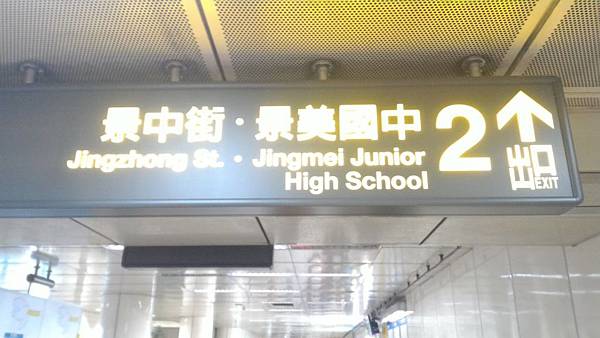 景中街·景美國中
Jingzhong St. · Jingmei Junior
High School
2
出口
EXIT